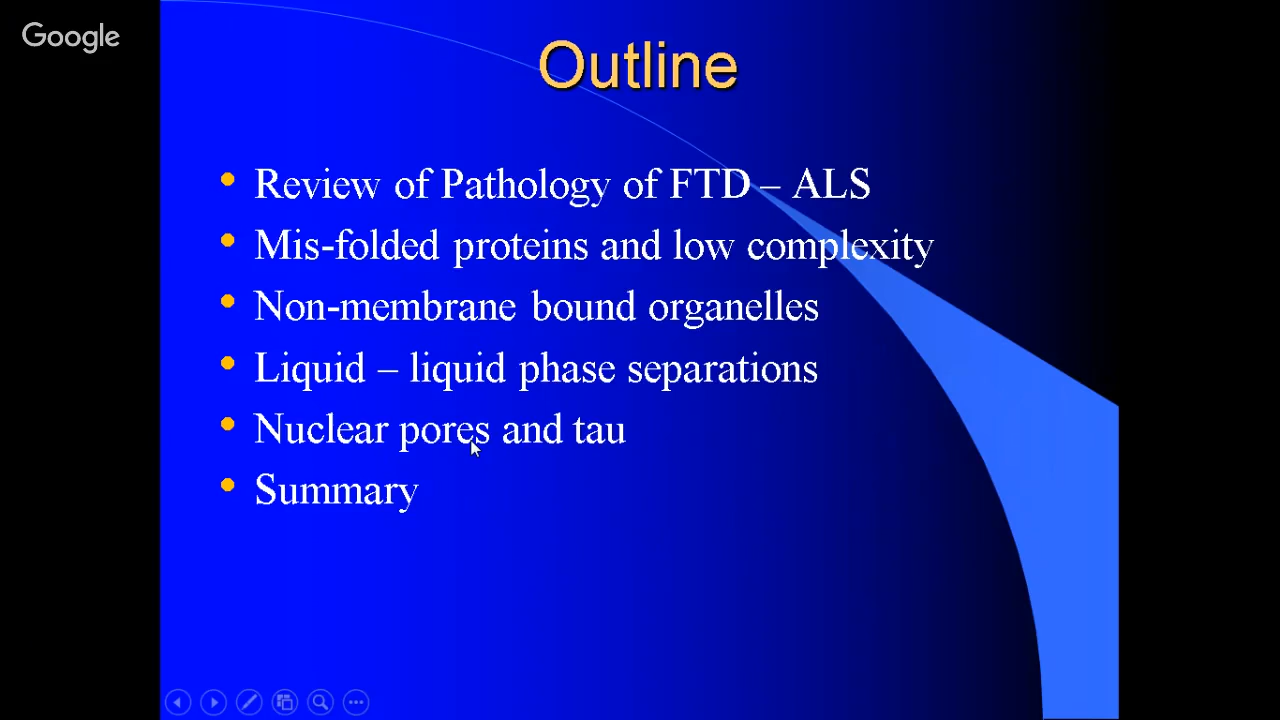 Google
Outline
Review of Pathology of FTD – ALS
Mis-folded proteins and low complexity
Non-membrane bound organelles
Liquid – liquid phase separations
Nuclear pores and tau
Summary